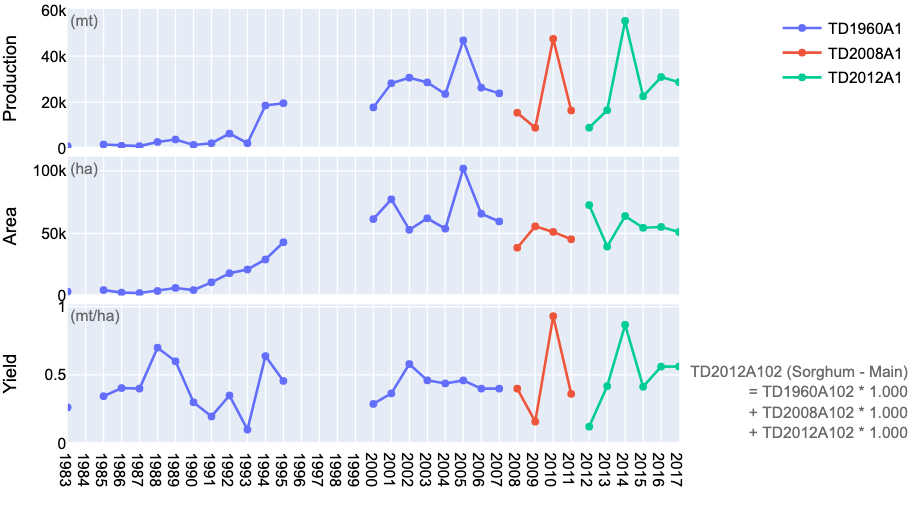 60k
(mt)
40k
20k
0
Production
100k
(ha)
50k
0
Area
1
(mt/ha)
0.5
0
Yield
1983
1984
1985
1986
1987
1988
1989
1990
1991
1992
1993
1994
1995
1996
1997
1998
1999
2000
2001
2002
2003
2004
2005
2006
2007
2008
2009
2010
2011
2012
2013
2014
2015
2016
2017
TD1960A1
TD2008A1
TD2012A1
TD2012A102 (Sorghum - Main)
= TD1960A102 * 1.000
+ TD2008A102 * 1.000
+ TD2012A102 * 1.000